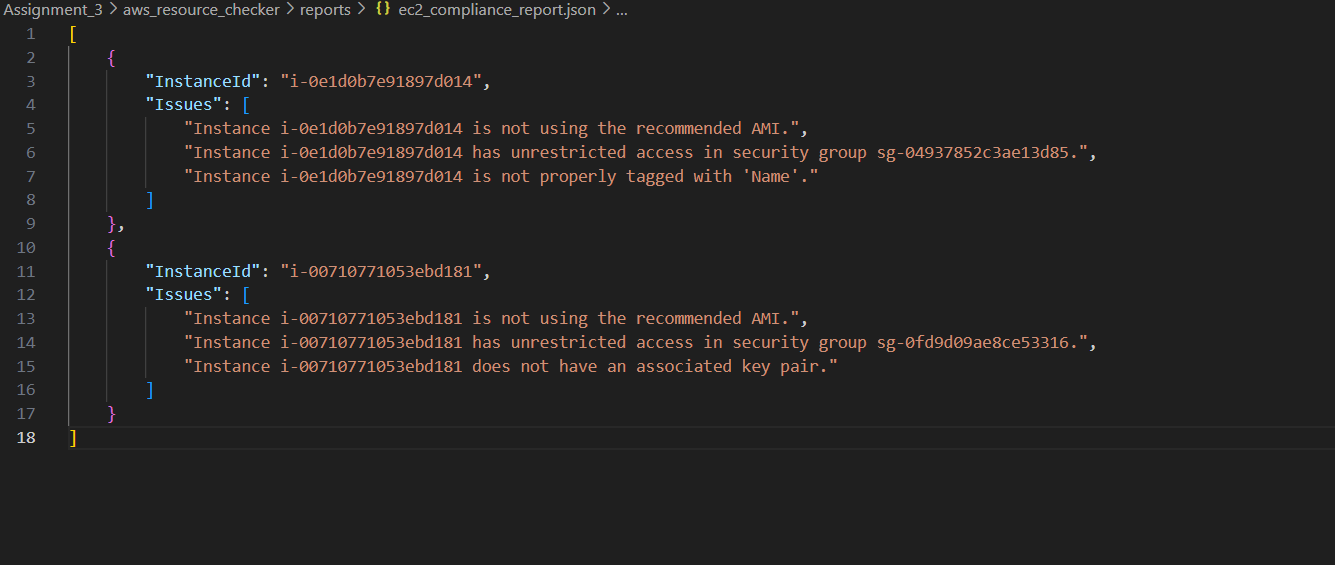 Assignment_3 > aws_resource_checker > reports > {} ec2_compliance_report.json > ...
1 [
2 {
3 "InstanceId": "i-0e1d0b7e91897d014",
4 "Issues": [
5 "Instance i-0e1d0b7e91897d014 is not using the recommended AMI.",
6 "Instance i-0e1d0b7e91897d014 has unrestricted access in security group sg-04937852c3ae13d85.",
7 "Instance i-0e1d0b7e91897d014 is not properly tagged with 'Name'."
8 ]
9 },
10 {
11 "InstanceId": "i-00710771053ebd181",
12 "Issues": [
13 "Instance i-00710771053ebd181 is not using the recommended AMI.",
14 "Instance i-00710771053ebd181 has unrestricted access in security group sg-0fd9d09ae8ce53316.",
15 "Instance i-00710771053ebd181 does not have an associated key pair."
16 ]
17 }
18 ]